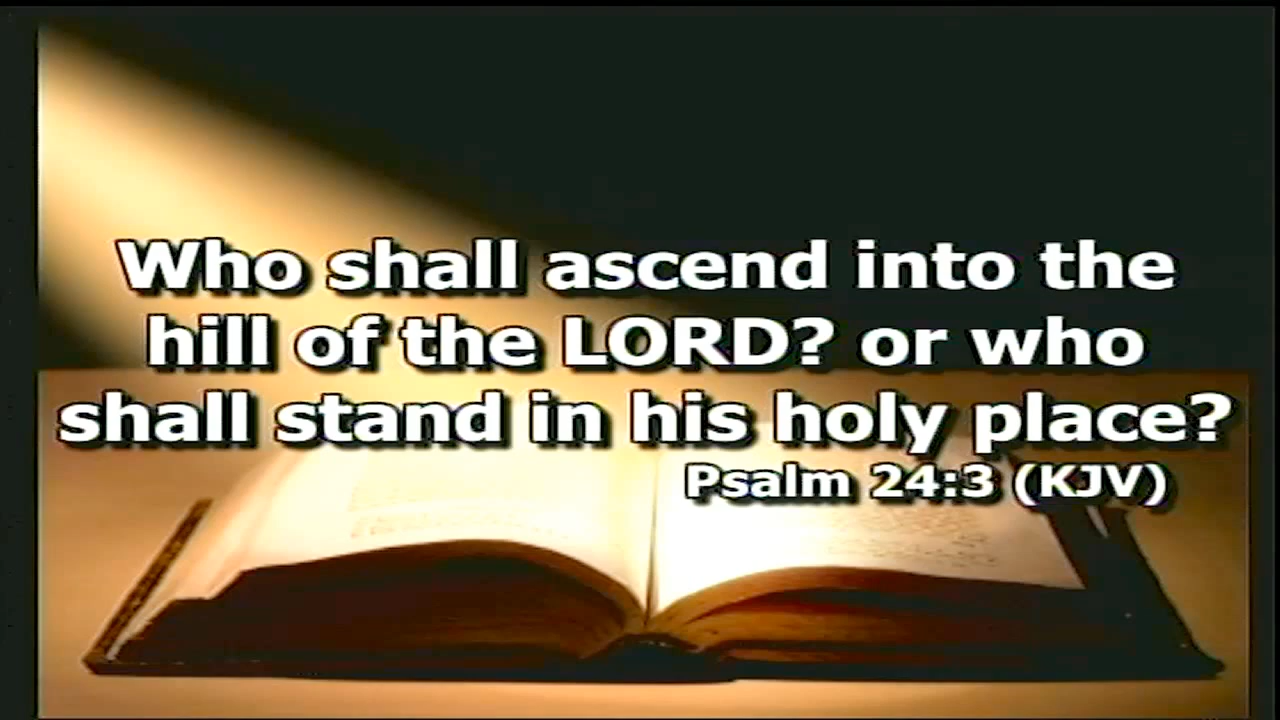 Who shall ascend into the
hill of the LORD? or who
shall stand in his holy place?
Psalm 24:3 (KJV)